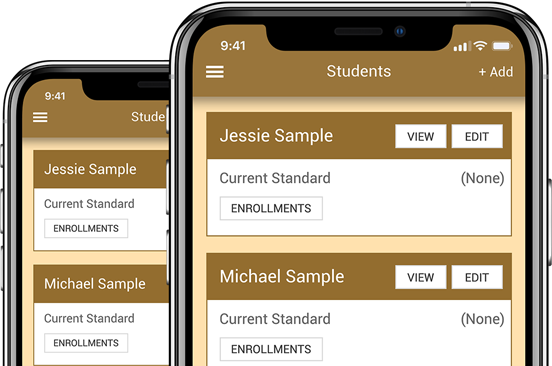 9:41
Stude
Jessie Sample
Current Standard
ENROLLMENTS
Michael Sample
Current Standard
ENROLLMENTS
9:41
Students + Add
Jessie Sample VIEW EDIT
Current Standard (None)
ENROLLMENTS
Michael Sample VIEW EDIT
Current Standard (None)
ENROLLMENTS